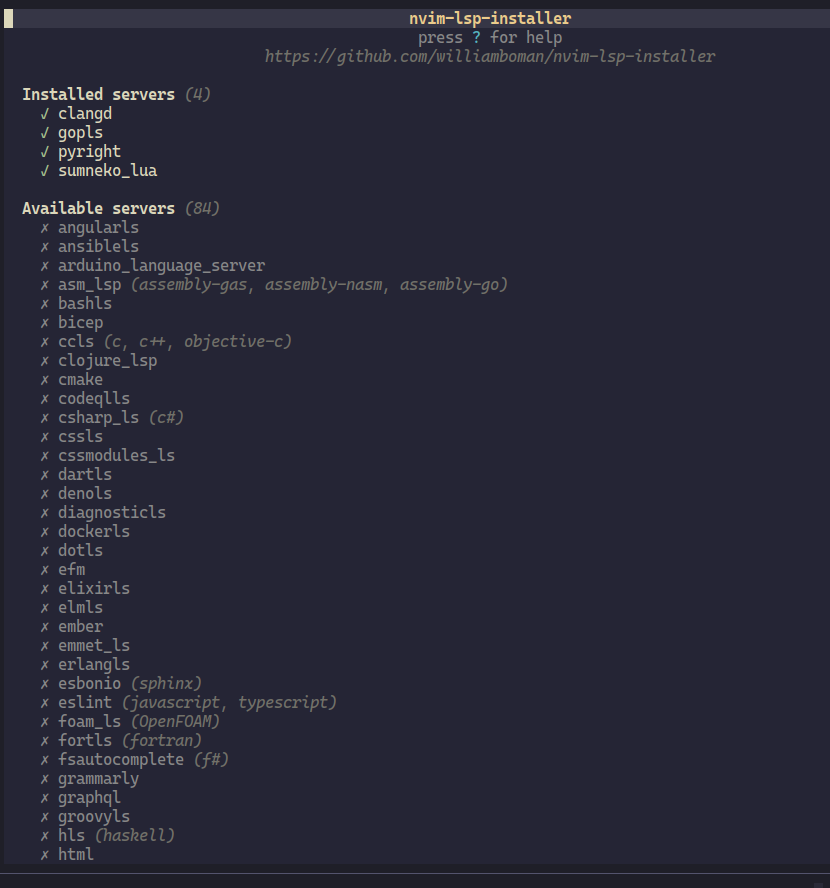 nvim-lsp-installer
press ? for help
https://github.com/williamboman/nvim-lsp-installer
Installed servers (4)
✓ clangd
✓ gopls
✓ pyright
✓ sumneko_lua
Available servers (84)
✗ angularls
✗ ansiblels
✗ arduino_language_server
✗ asm_lsp (assembly-gas, assembly-nasm, assembly-go)
✗ bashls
✗ bicep
✗ ccls (c, c++, objective-c)
✗ clojure_lsp
✗ cmake
✗ codeqlls
✗ csharp_ls (c#)
✗ cssls
✗ cssmodules_ls
✗ dartls
✗ denols
✗ diagnosticls
✗ dockerls
✗ dotls
✗ efm
✗ elixirls
✗ elmls
✗ ember
✗ emmet_ls
✗ erlangls
✗ esbonio (sphinx)
✗ eslint (javascript, typescript)
✗ foam_ls (OpenFOAM)
✗ fortls (fortran)
✗ fsautocomplete (f#)
✗ grammarly
✗ graphql
✗ groovyls
✗ hls (haskell)
✗ html